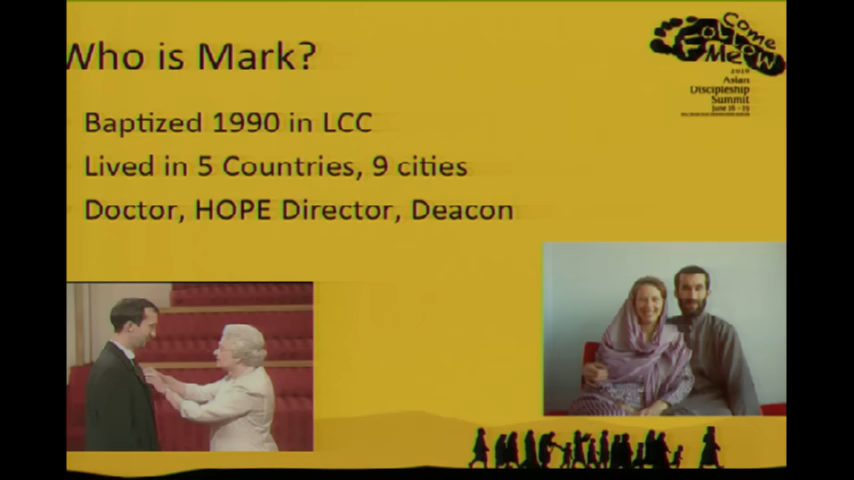 Who is Mark?
Baptized 1990 in LCC
Lived in 5 Countries, 9 cities
Doctor, HOPE Director, Deacon
Come
Follow
Me
Asian
Discipleship
Summit